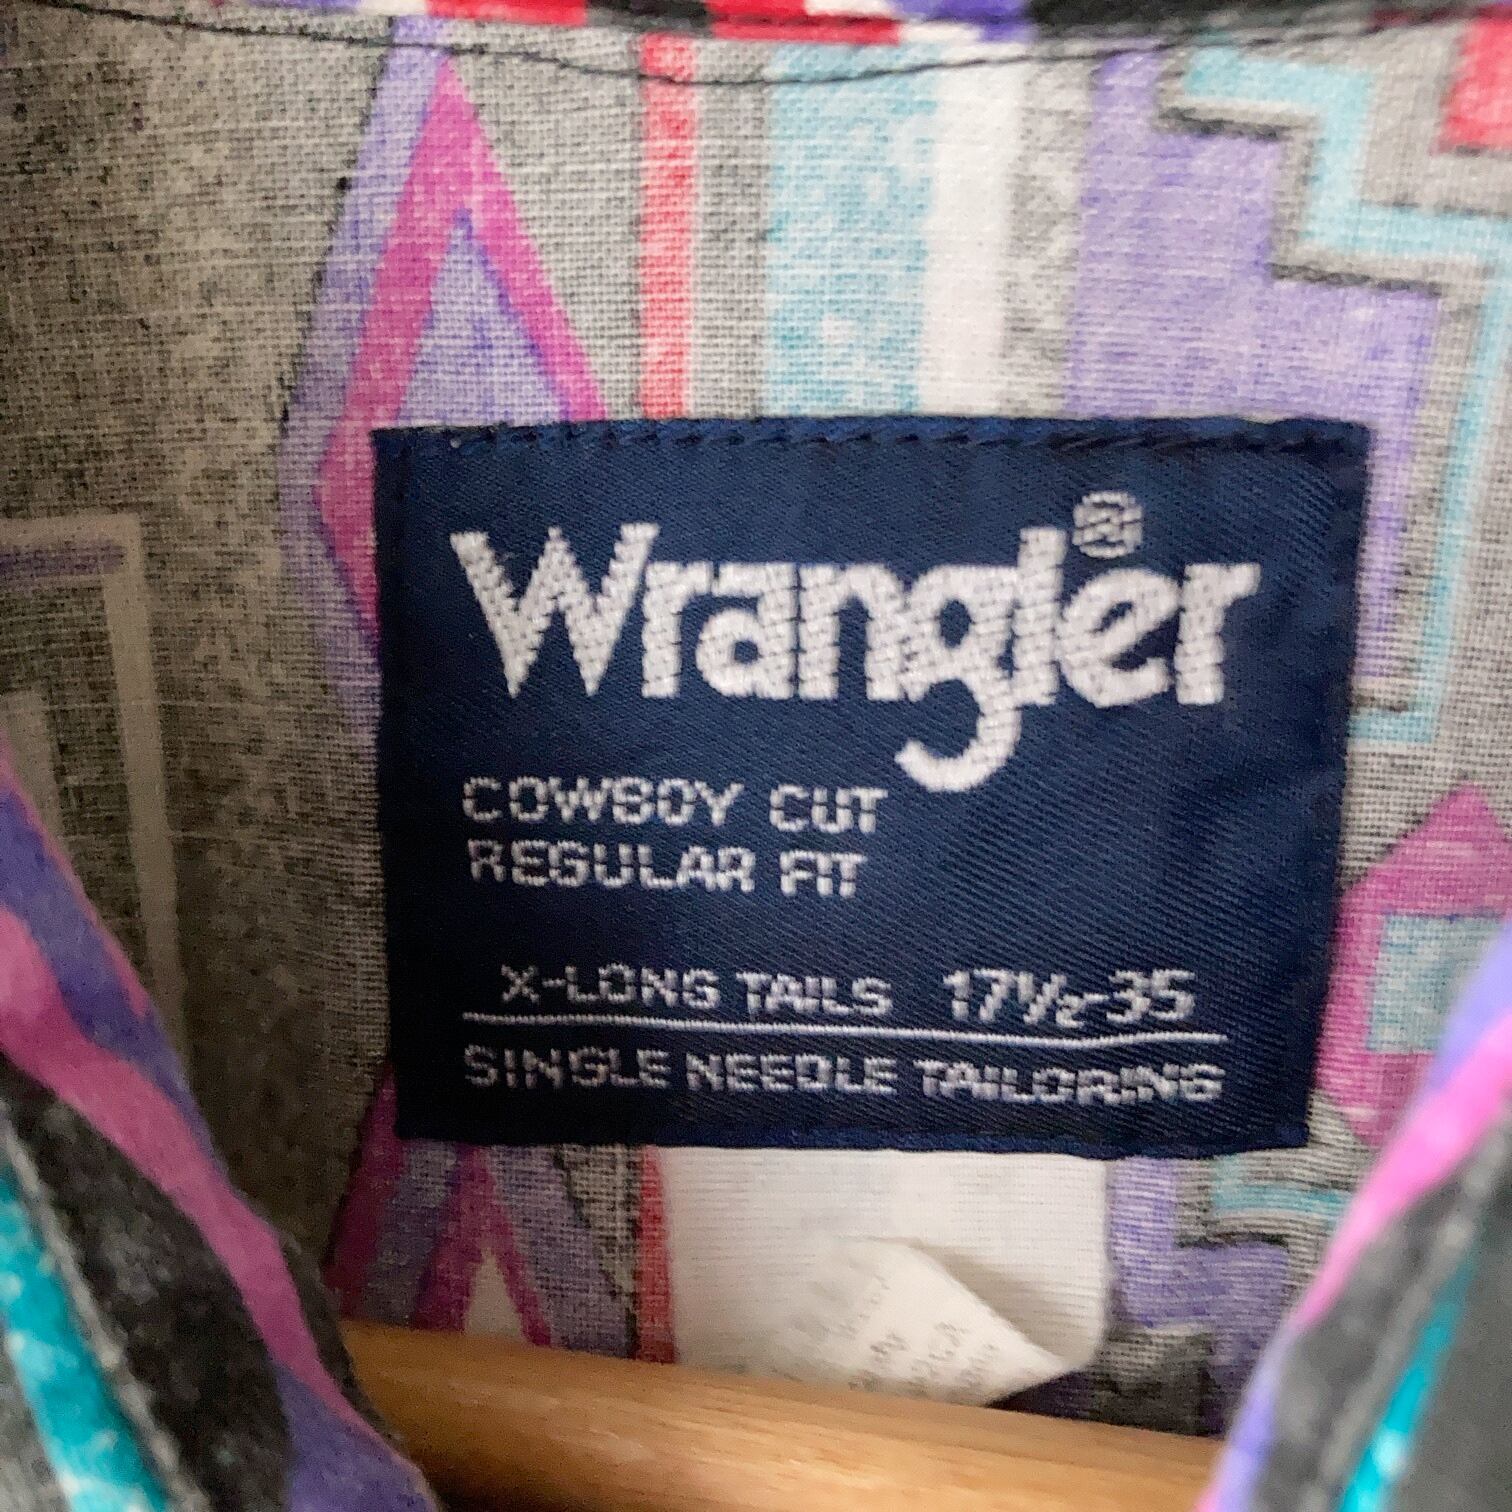 Wrangler®
COWBOY CUT
REGULAR FIT
X-LONG TAILS 17½-35
SINGLE NEEDLE TAILORING